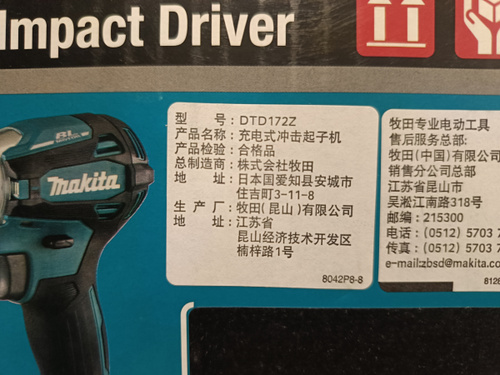 Impact Driver
BL
makita
型 号：DTD172Z
产品名称：充电式冲击起子机
产品检验：合格品
总制造商：株式会社牧田
地 址：日本国爱知县安城市
住吉町3-11-8
生 产 厂：牧田（昆山）有限公司
地 址：江苏省
昆山经济技术开发区
楠梓路1号
8042P8-8
牧田专业电动工具
售后服务总部：
牧田(中国)有限公司
销售分公司总部
江苏省昆山市
吴淞江南路318号
邮编：215300
电话：(0512) 5703 7
传真：(0512) 5703 7
e-mail:zbsd@makita.
8126